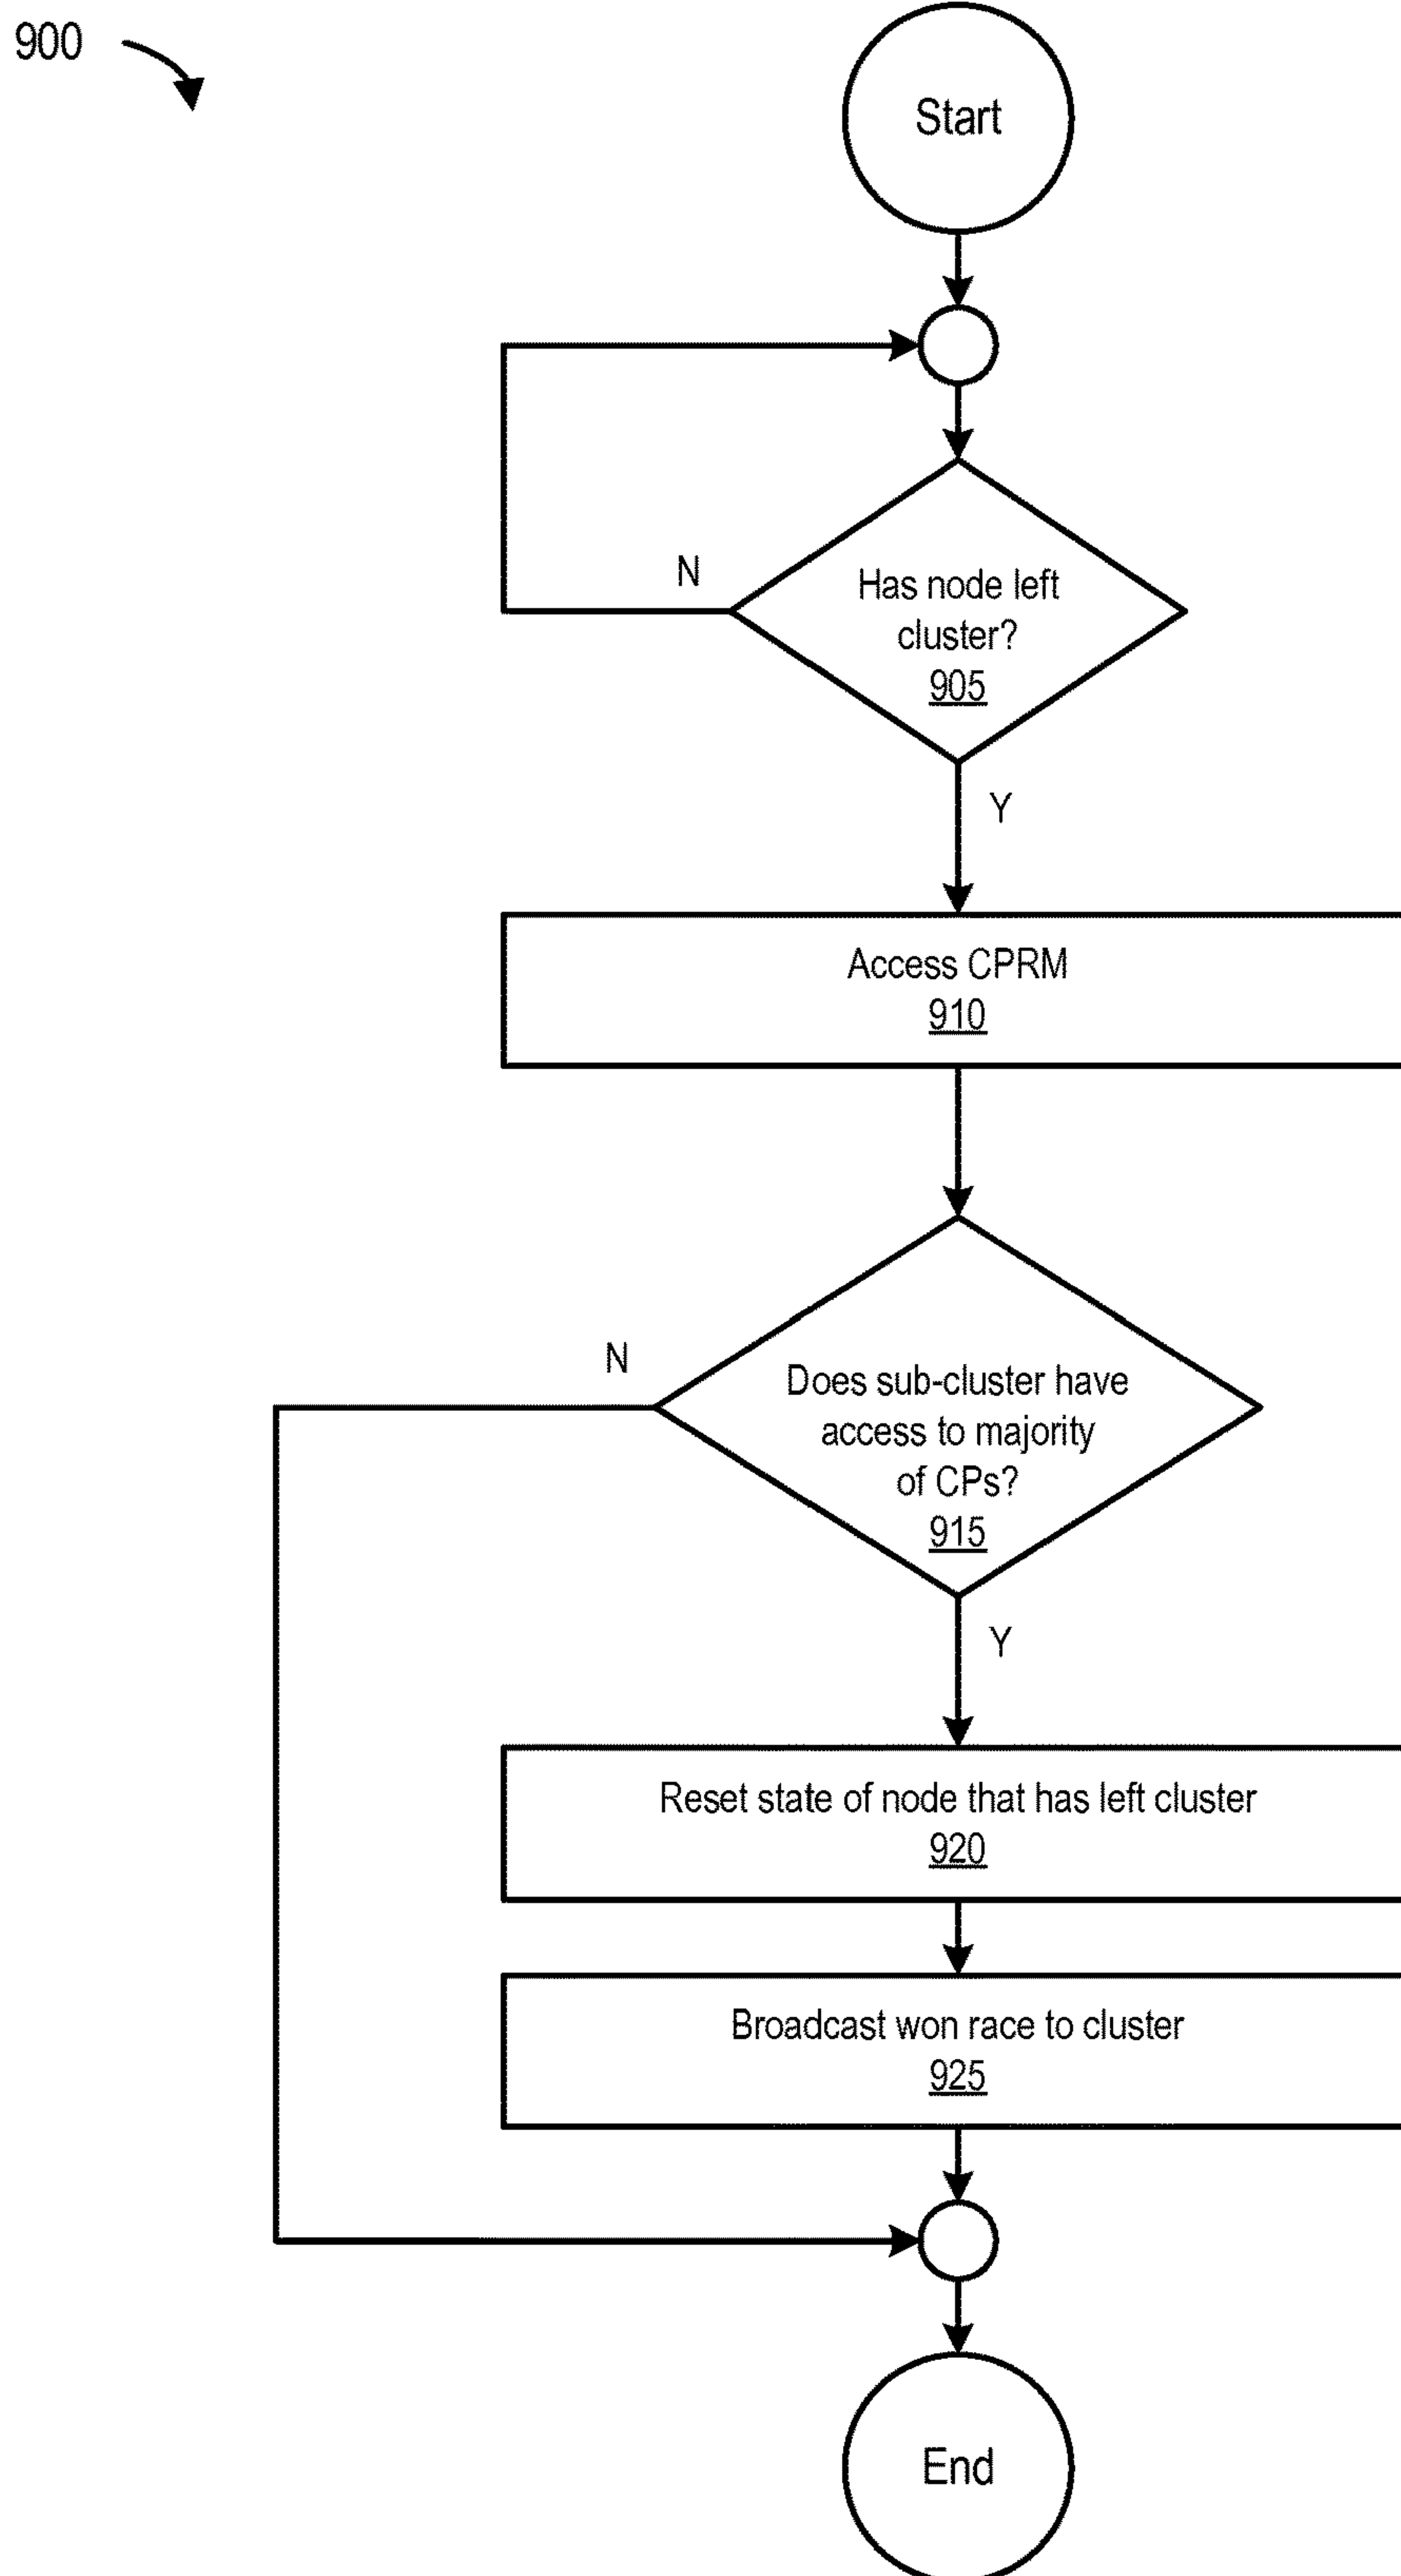 900
Start
N
Has node left
cluster?
905
Y
Access CPRM
910
N
Does sub-cluster have
access to majority
of CPs?
915
Y
Reset state of node that has left cluster
920
Broadcast won race to cluster
925
End